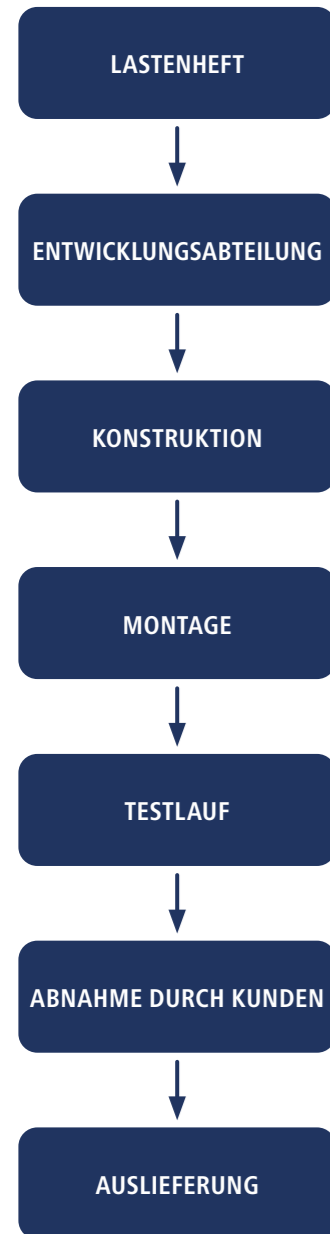 LASTENHEFT
ENTWICKLUNGSABTEILUNG
KONSTRUKTION
MONTAGE
TESTLAUF
ABNAHME DURCH KUNDEN
AUSLIEFERUNG